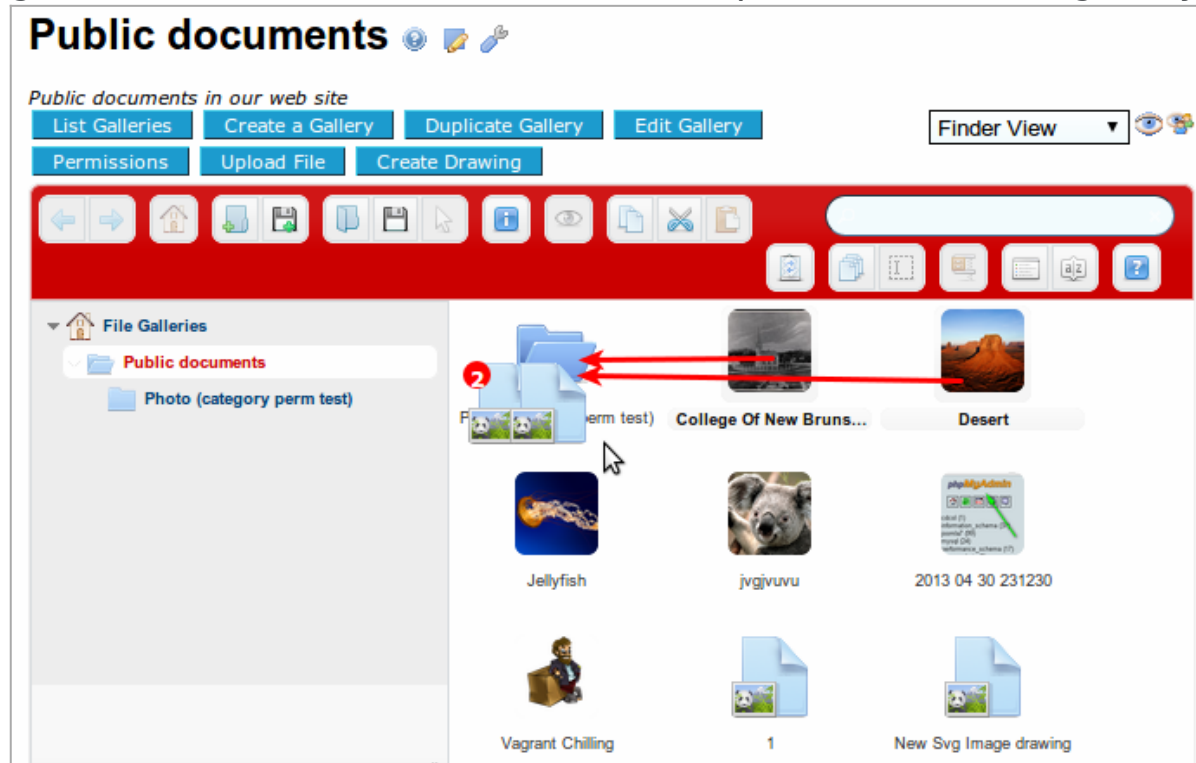 Public documents
Public documents in our web site
List Galleries Create a Gallery Duplicate Gallery Edit Gallery Finder View
Permissions Upload File Create Drawing
File Galleries
Public documents
Photo (category perm test)
2
perm test) College Of New Bruns... Desert
phpMyAdmin
Jellyfish jvgjvuvu 2013 04 30 231230
Vagrant Chilling 1 New Svg Image drawing